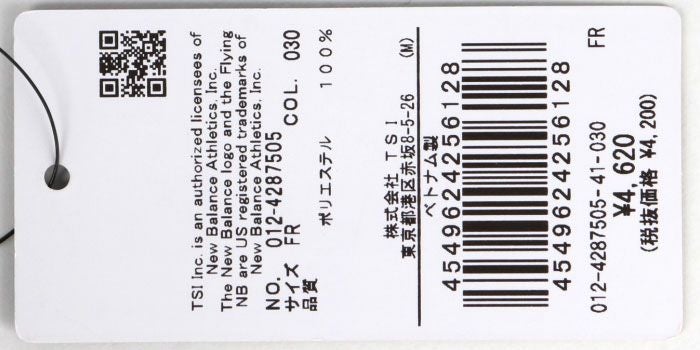 TSI Inc. is an authorized licensees of
New Balance Athletics, Inc.
The New Balance logo and the Flying
NB are US registered trademarks of
New Balance Athletics, Inc.
NO. 012-4287505 COL. 030
サイズ FR
品質 ポリエステル 100%
株式会社 TSI
東京都港区赤坂8-5-26 (M)
ベトナム製
4549624256128
4549624256128
012-4287505-41-030 FR
¥4,620
(税抜価格 ¥4,200)